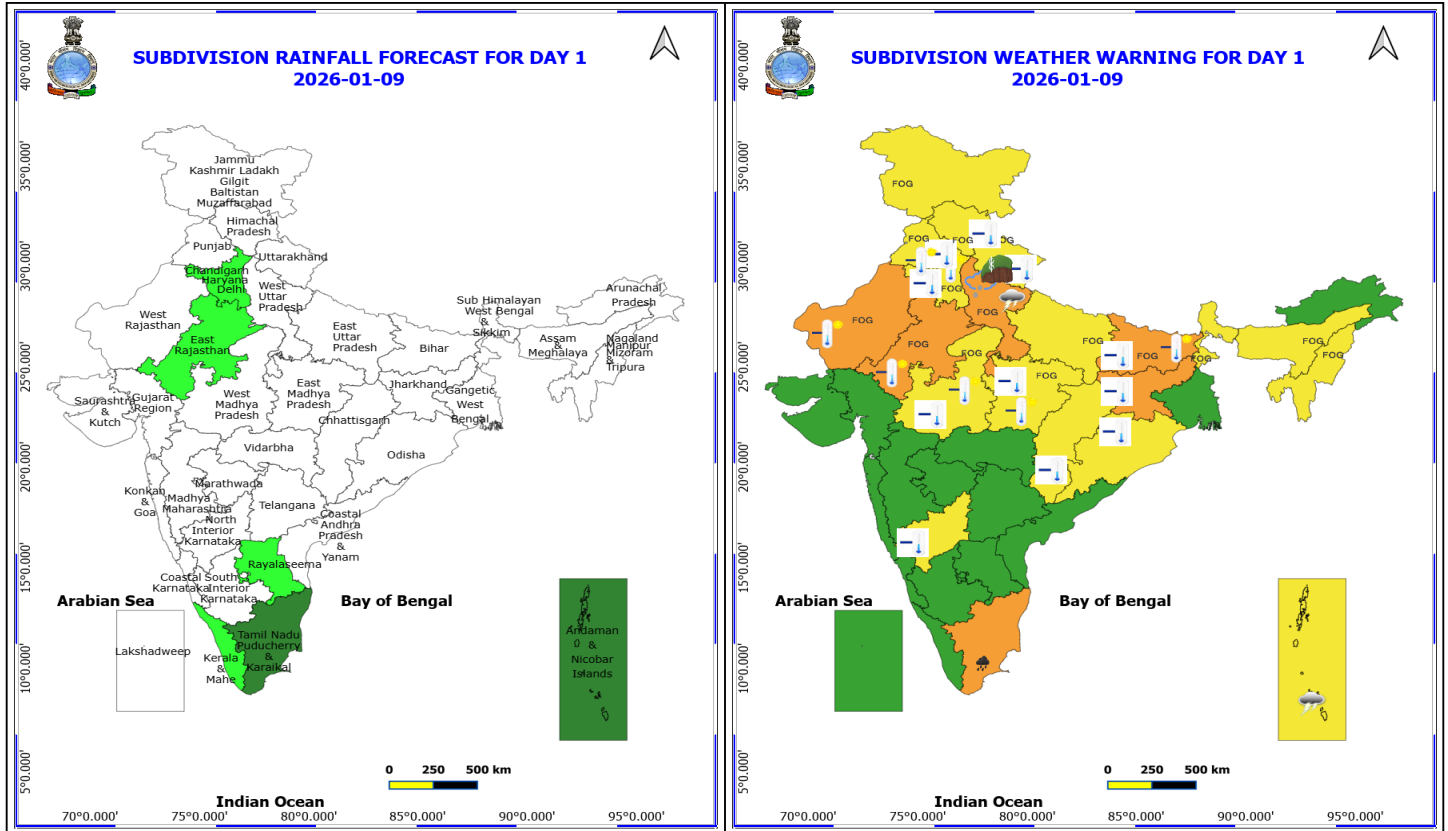 SUBDIVISION RAINFALL FORECAST FOR DAY 1
2026-01-09
Jammu
Kashmir Ladakh
Gilgit
Baltistan
Muzaffarabad
Himachal
Pradesh
Punjab
Uttarakhand
Chandigarh
Haryana
Delhi
West
Uttar
Pradesh
West
Rajasthan
East
Rajasthan
East
Uttar
Pradesh
Bihar
Sub Himalayan
West Bengal
&
Sikkim
Arunachal
Pradesh
Assam
&
Meghalaya
Nagaland
Manipur
Mizoram
&
Tripura
Saurashtra
&
Kutch
Gujarat
Region
West
Madhya
Pradesh
East
Madhya
Pradesh
Jharkhand
Gangetic
West
Bengal
Chhattisgarh
Odisha
Vidarbha
Marathwada
Madhya
Maharashtra
Konkan
&
Goa
North
Interior
Karnataka
Telangana
Coastal
Andhra
Pradesh
&
Yanam
Rayalaseema
Coastal
Karnataka
South
Interior
Karnataka
Arabian Sea
Bay of Bengal
Lakshadweep
Kerala
&
Mahe
Tamil Nadu
Puducherry
&
Karaikal
Andaman
&
Nicobar
Islands
0 250 500 km
Indian Ocean
40°0.000'
35°0.000'
30°0.000'
25°0.000'
20°0.000'
15°0.000'
10°0.000'
5°0.000'
70°0.000' 75°0.000' 80°0.000' 85°0.000' 90°0.000' 95°0.000'
SUBDIVISION WEATHER WARNING FOR DAY 1
2026-01-09
FOG
FOG
FOG
FOG
FOG
FOG
FOG
FOG
FOG
FOG
FOG
FOG
FOG
FOG
Arabian Sea
Bay of Bengal
0 250 500 km
Indian Ocean
40°0.000'
35°0.000'
30°0.000'
25°0.000'
20°0.000'
15°0.000'
10°0.000'
5°0.000'
70°0.000' 75°0.000' 80°0.000' 85°0.000' 90°0.000' 95°0.000'